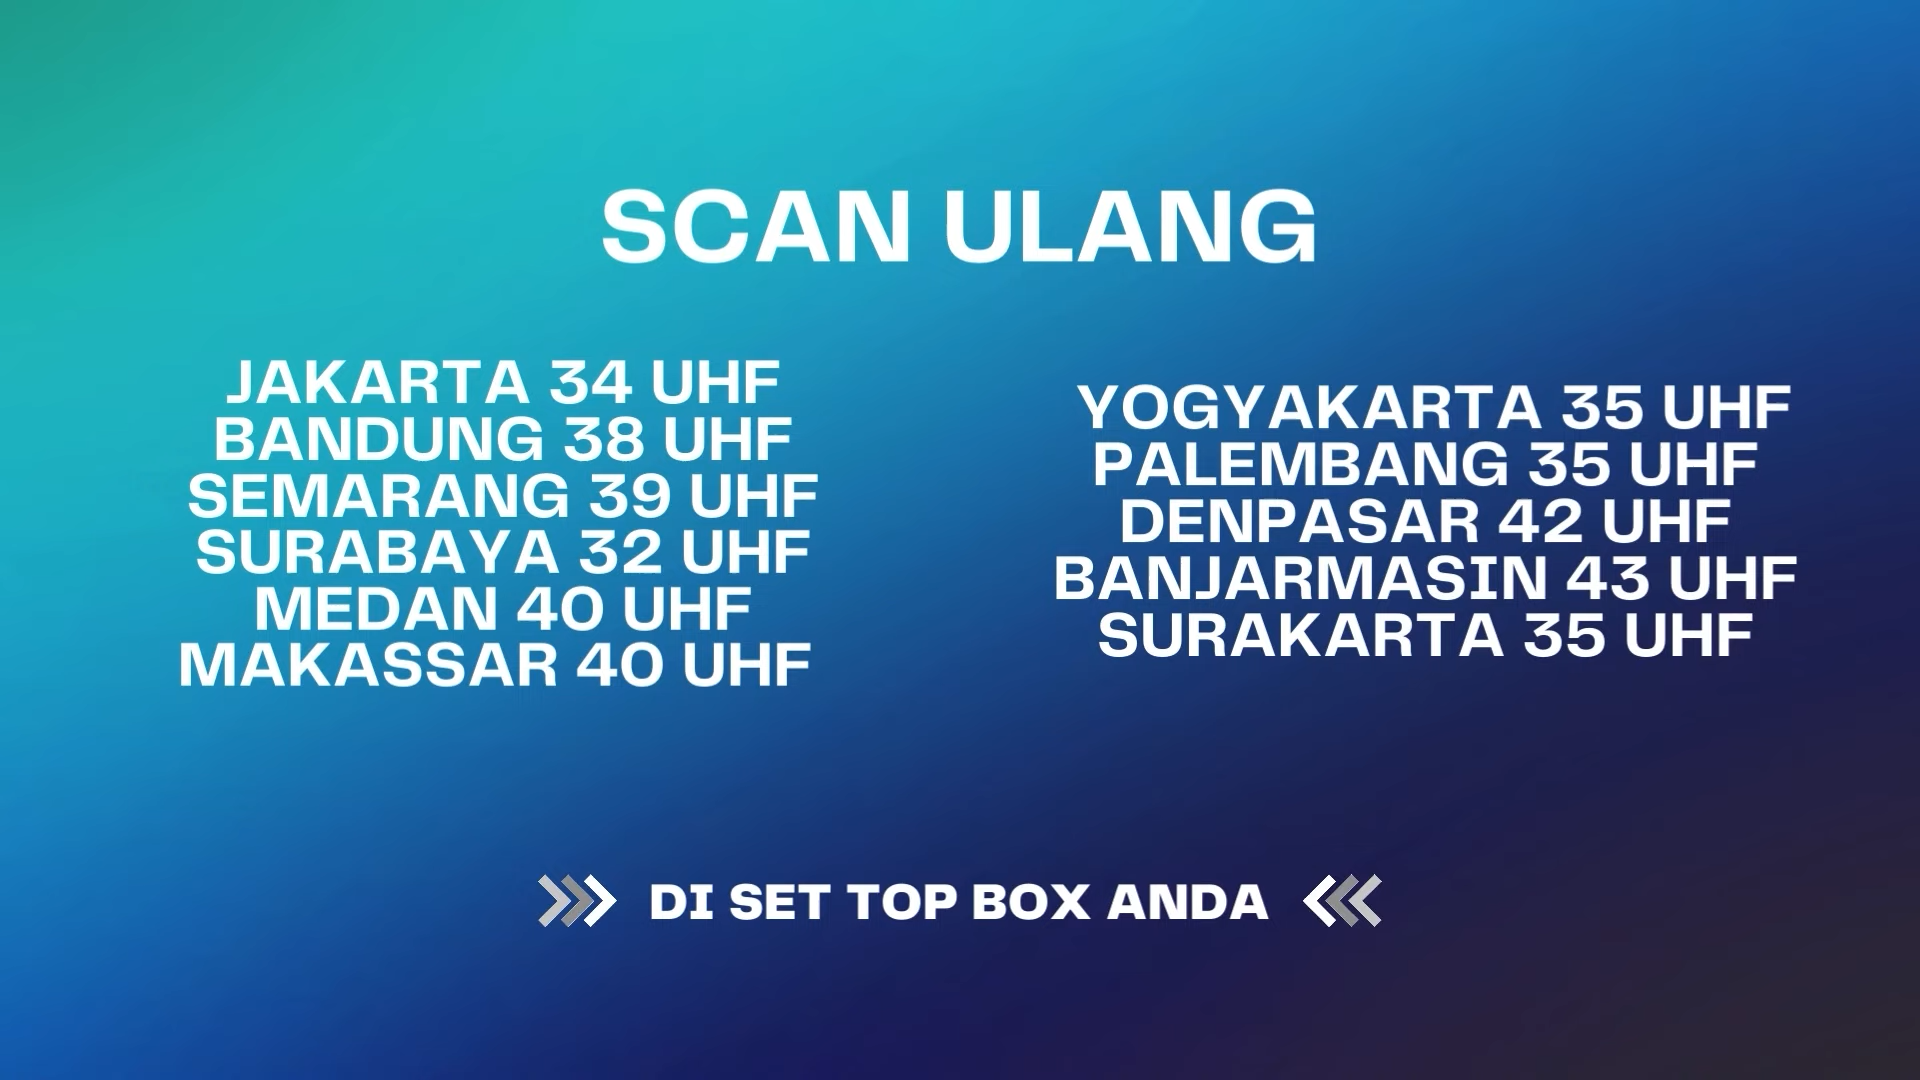 SCAN ULANG
JAKARTA 34 UHF
BANDUNG 38 UHF
SEMARANG 39 UHF
SURABAYA 32 UHF
MEDAN 40 UHF
MAKASSAR 40 UHF
YOGYAKARTA 35 UHF
PALEMBANG 35 UHF
DENPASAR 42 UHF
BANJARMASIN 43 UHF
SURAKARTA 35 UHF
DI SET TOP BOX ANDA